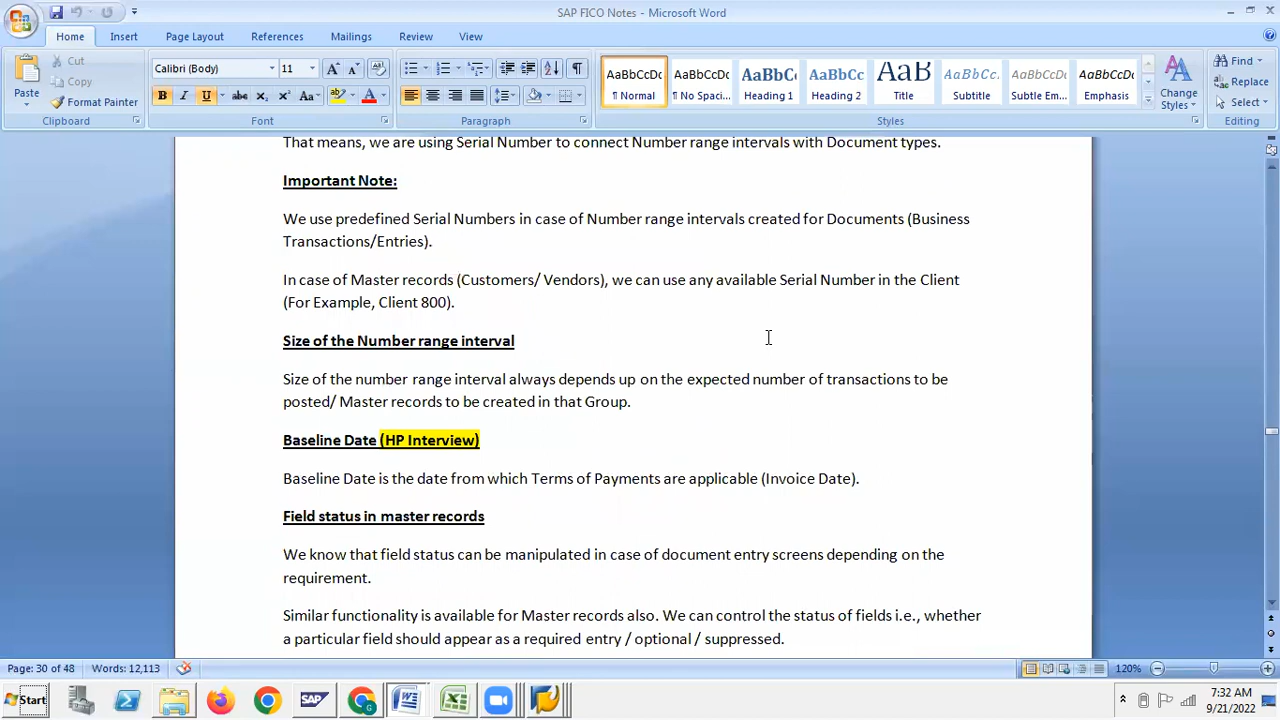 SAP FICO Notes - Microsoft Word
Home Insert Page Layout References Mailings Review View
Paste
Cut
Copy
Format Painter
Clipboard
Calibri (Body) 11
Font
Paragraph
AaBbCcDc AaBbCcDc AaBbC AaBbCc AaB AaBbCc. AaBbCcDc AaBbCcDc
¶ Normal ¶ No Spaci... Heading 1 Heading 2 Title Subtitle Subtle Em... Emphasis
Change Styles
Styles
Find
Replace
Select
Editing
That means, we are using Serial Number to connect Number range intervals with Document types.
Important Note:
We use predefined Serial Numbers in case of Number range intervals created for Documents (Business
Transactions/Entries).
In case of Master records (Customers/ Vendors), we can use any available Serial Number in the Client
(For Example, Client 800).
Size of the Number range interval
Size of the number range interval always depends up on the expected number of transactions to be
posted/ Master records to be created in that Group.
Baseline Date (HP Interview)
Baseline Date is the date from which Terms of Payments are applicable (Invoice Date).
Field status in master records
We know that field status can be manipulated in case of document entry screens depending on the
requirement.
Similar functionality is available for Master records also. We can control the status of fields i.e., whether
a particular field should appear as a required entry / optional / suppressed.
Page: 30 of 48 Words: 12,113 120%
Start SAP 7:32 AM
9/21/2022